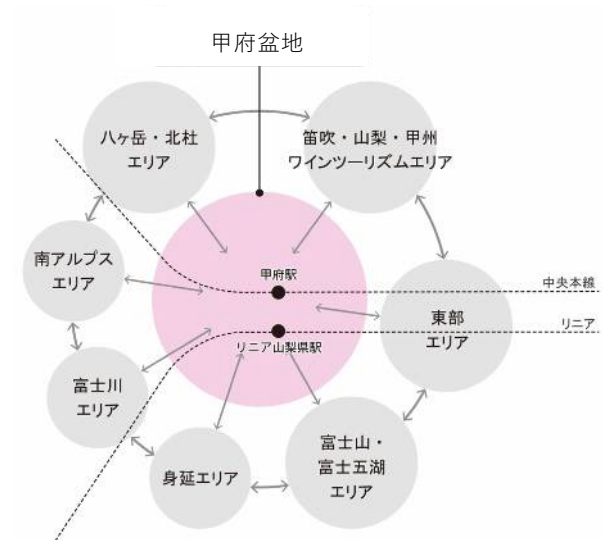 甲府盆地
八ヶ岳・北杜
エリア
笛吹・山梨・甲州
ワインツーリズムエリア
南アルプス
エリア
甲府駅
中央本線
東部
エリア
リニア
リニア山梨県駅
富士川
エリア
富士山・
富士五湖
エリア
身延エリア